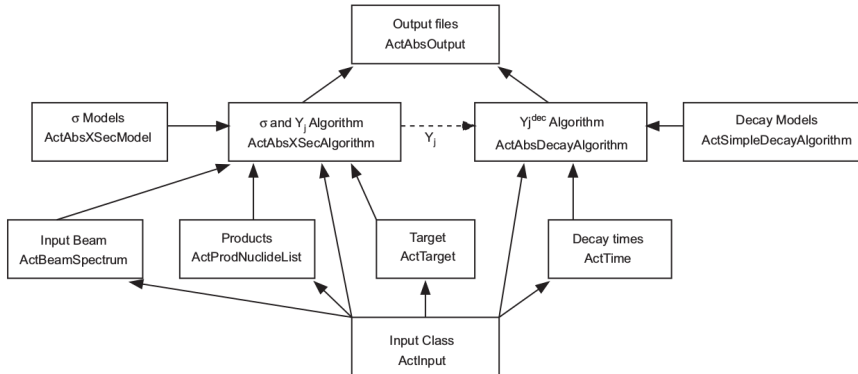 Output files
ActAbsOutput
σ Models
ActAbsXSecModel
σ and Yj Algorithm
ActAbsXSecAlgorithm
Yj
Yjdec Algorithm
ActAbsDecayAlgorithm
Decay Models
ActSimpleDecayAlgorithm
Input Beam
ActBeamSpectrum
Products
ActProdNuclideList
Target
ActTarget
Decay times
ActTime
Input Class
ActInput